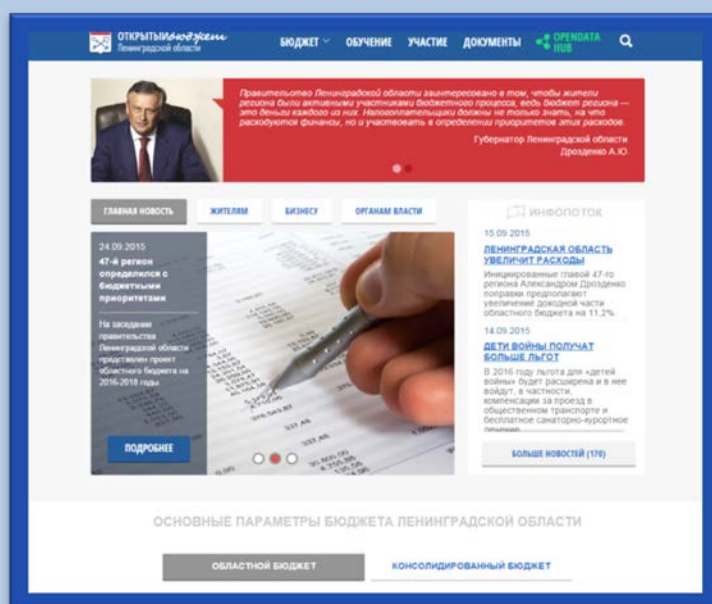 ОТКРЫТЫЙбюджет
Ленинградской области
БЮДЖЕТ ОБУЧЕНИЕ УЧАСТИЕ ДОКУМЕНТЫ OPENDATA HUB
Правительство Ленинградской области заинтересовано в том, чтобы жители
региона были активными участниками бюджетного процесса, ведь бюджет региона —
это деньги каждого из них. Налогоплательщики должны не только знать, на что
расходуются финансы, но и участвовать в определении приоритетов этих расходов.
Губернатор Ленинградской области
Дрозденко А.Ю.
ГЛАВНАЯ НОВОСТЬ ЖИТЕЛЯМ БИЗНЕСУ ОРГАНАМ ВЛАСТИ
24.09.2015
47-й регион
определился с
бюджетными
приоритетами
На заседании
правительства
Ленинградской области
представлен проект
областного бюджета на
2016-2018 годы.
ПОДРОБНЕЕ
ИНФОПОТОК
15.09.2015
ЛЕНИНГРАДСКАЯ ОБЛАСТЬ
УВЕЛИЧИТ РАСХОДЫ
Инициированные главой 47-го
региона Александром Дрозденко
поправки предполагают
увеличение доходной части
областного бюджета на 11,2%.
14.09.2015
ДЕТИ ВОЙНЫ ПОЛУЧАТ
БОЛЬШЕ ЛЬГОТ
В 2016 году льгота для «детей
войны» будет расширена и в нее
войдут, в частности,
компенсации за проезд в
общественном транспорте и
бесплатное санаторно-курортное
лечение.
БОЛЬШЕ НОВОСТЕЙ (170)
ОСНОВНЫЕ ПАРАМЕТРЫ БЮДЖЕТА ЛЕНИНГРАДСКОЙ ОБЛАСТИ
ОБЛАСТНОЙ БЮДЖЕТ КОНСОЛИДИРОВАННЫЙ БЮДЖЕТ